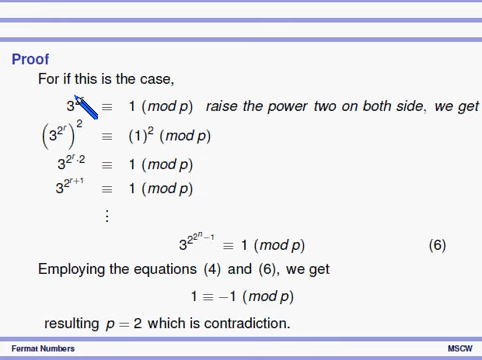 Proof
For if this is the case,
3^{2^r} ≡ 1 (mod p) raise the power two on both side, we get
(3^{2^r})^2 ≡ (1)^2 (mod p)
3^{2^r·2} ≡ 1 (mod p)
3^{2^{r+1}} ≡ 1 (mod p)
⋮
3^{2^{2^n−1}} ≡ 1 (mod p) (6)
Employing the equations (4) and (6), we get
1 ≡ −1 (mod p)
resulting p = 2 which is contradiction.
Fermat Numbers MSCW